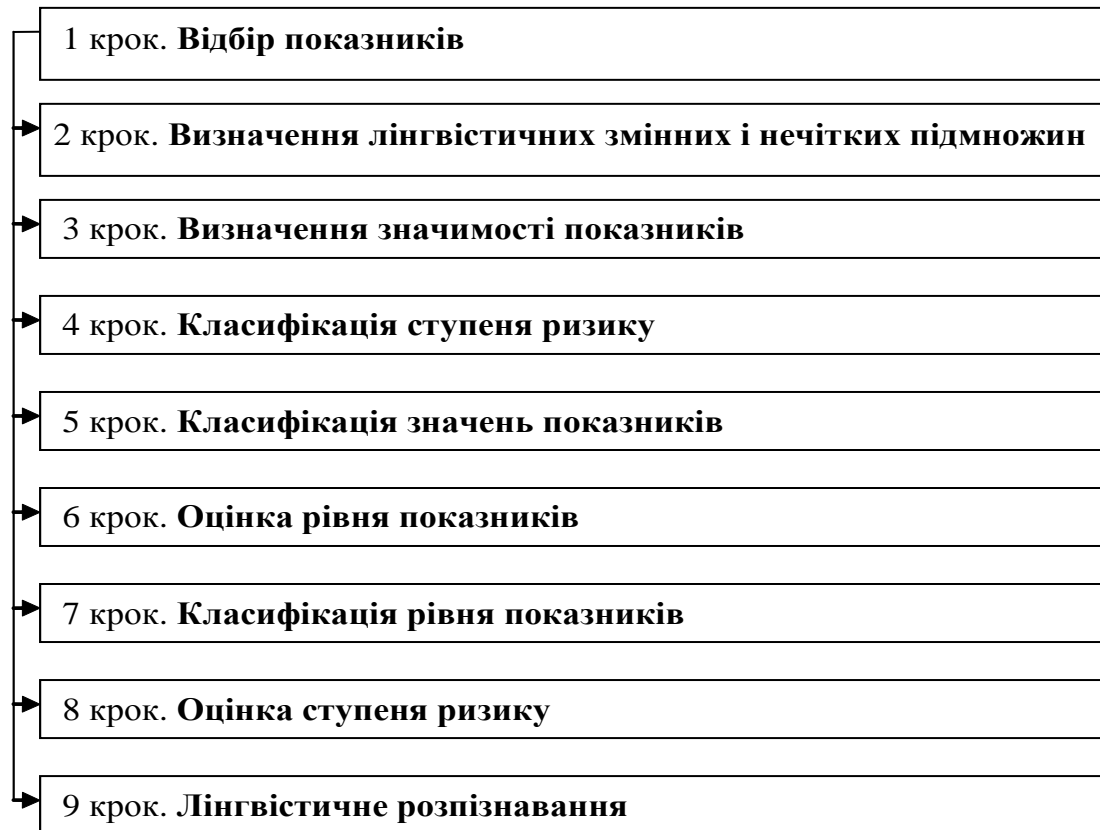 1 крок. Відбір показників
2 крок. Визначення лінгвістичних змінних і нечітких підмножин
3 крок. Визначення значимості показників
4 крок. Класифікація ступеня ризику
5 крок. Класифікація значень показників
6 крок. Оцінка рівня показників
7 крок. Класифікація рівня показників
8 крок. Оцінка ступеня ризику
9 крок. Лінгвістичне розпізнавання